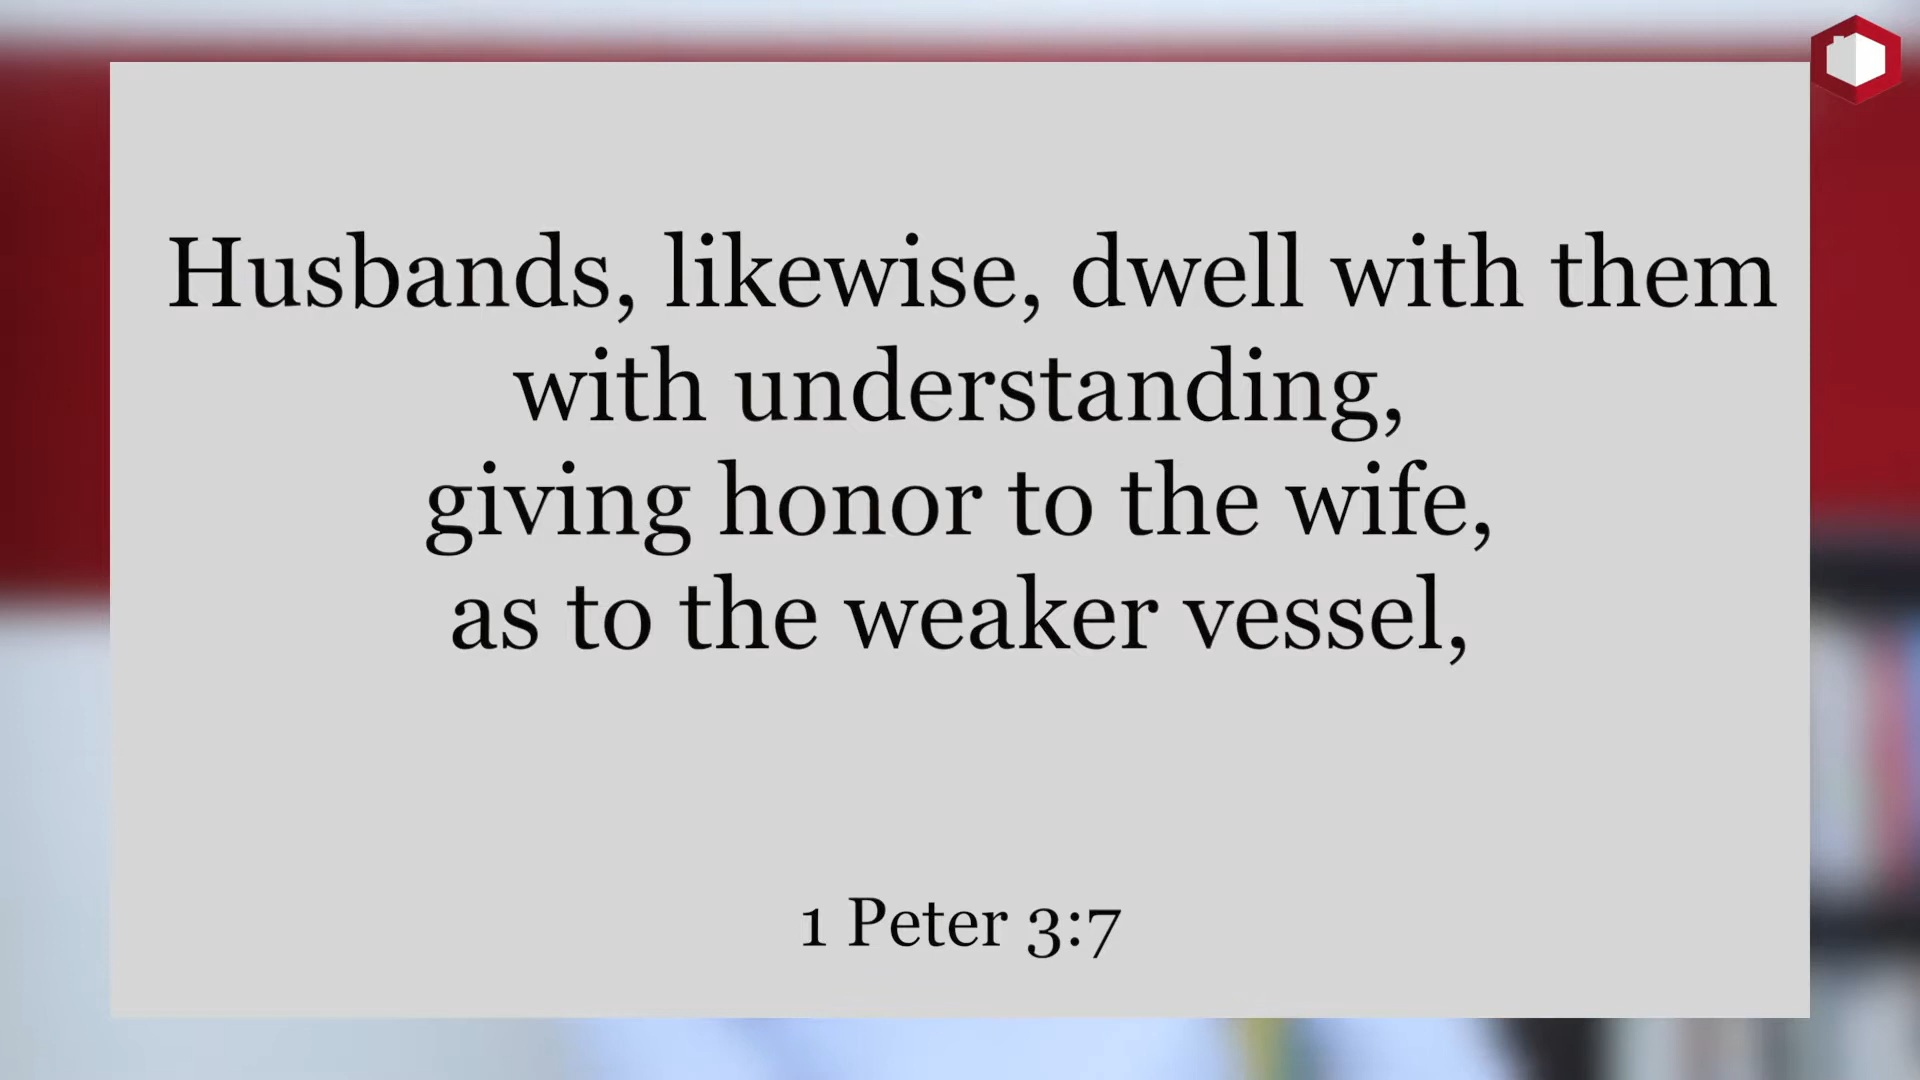 Husbands, likewise, dwell with them
with understanding,
giving honor to the wife,
as to the weaker vessel,
1 Peter 3:7